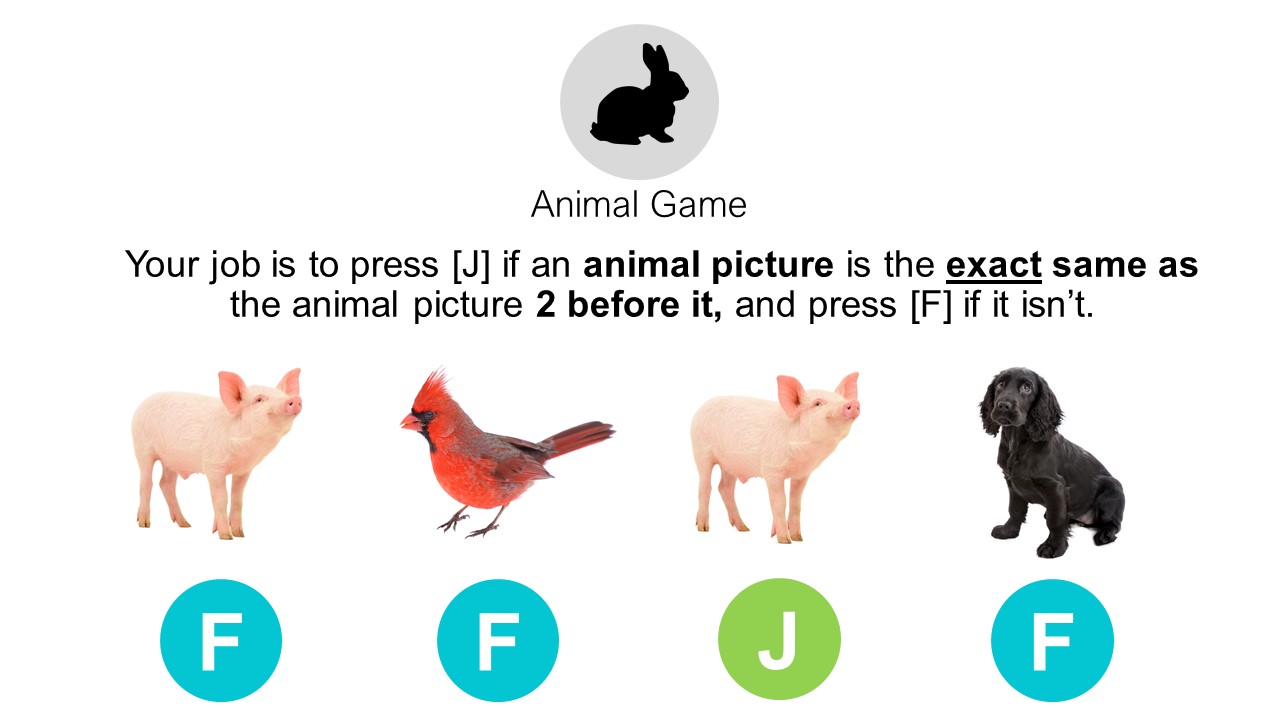 Animal Game
Your job is to press [J] if an animal picture is the exact same as
the animal picture 2 before it, and press [F] if it isn’t.
F F J F